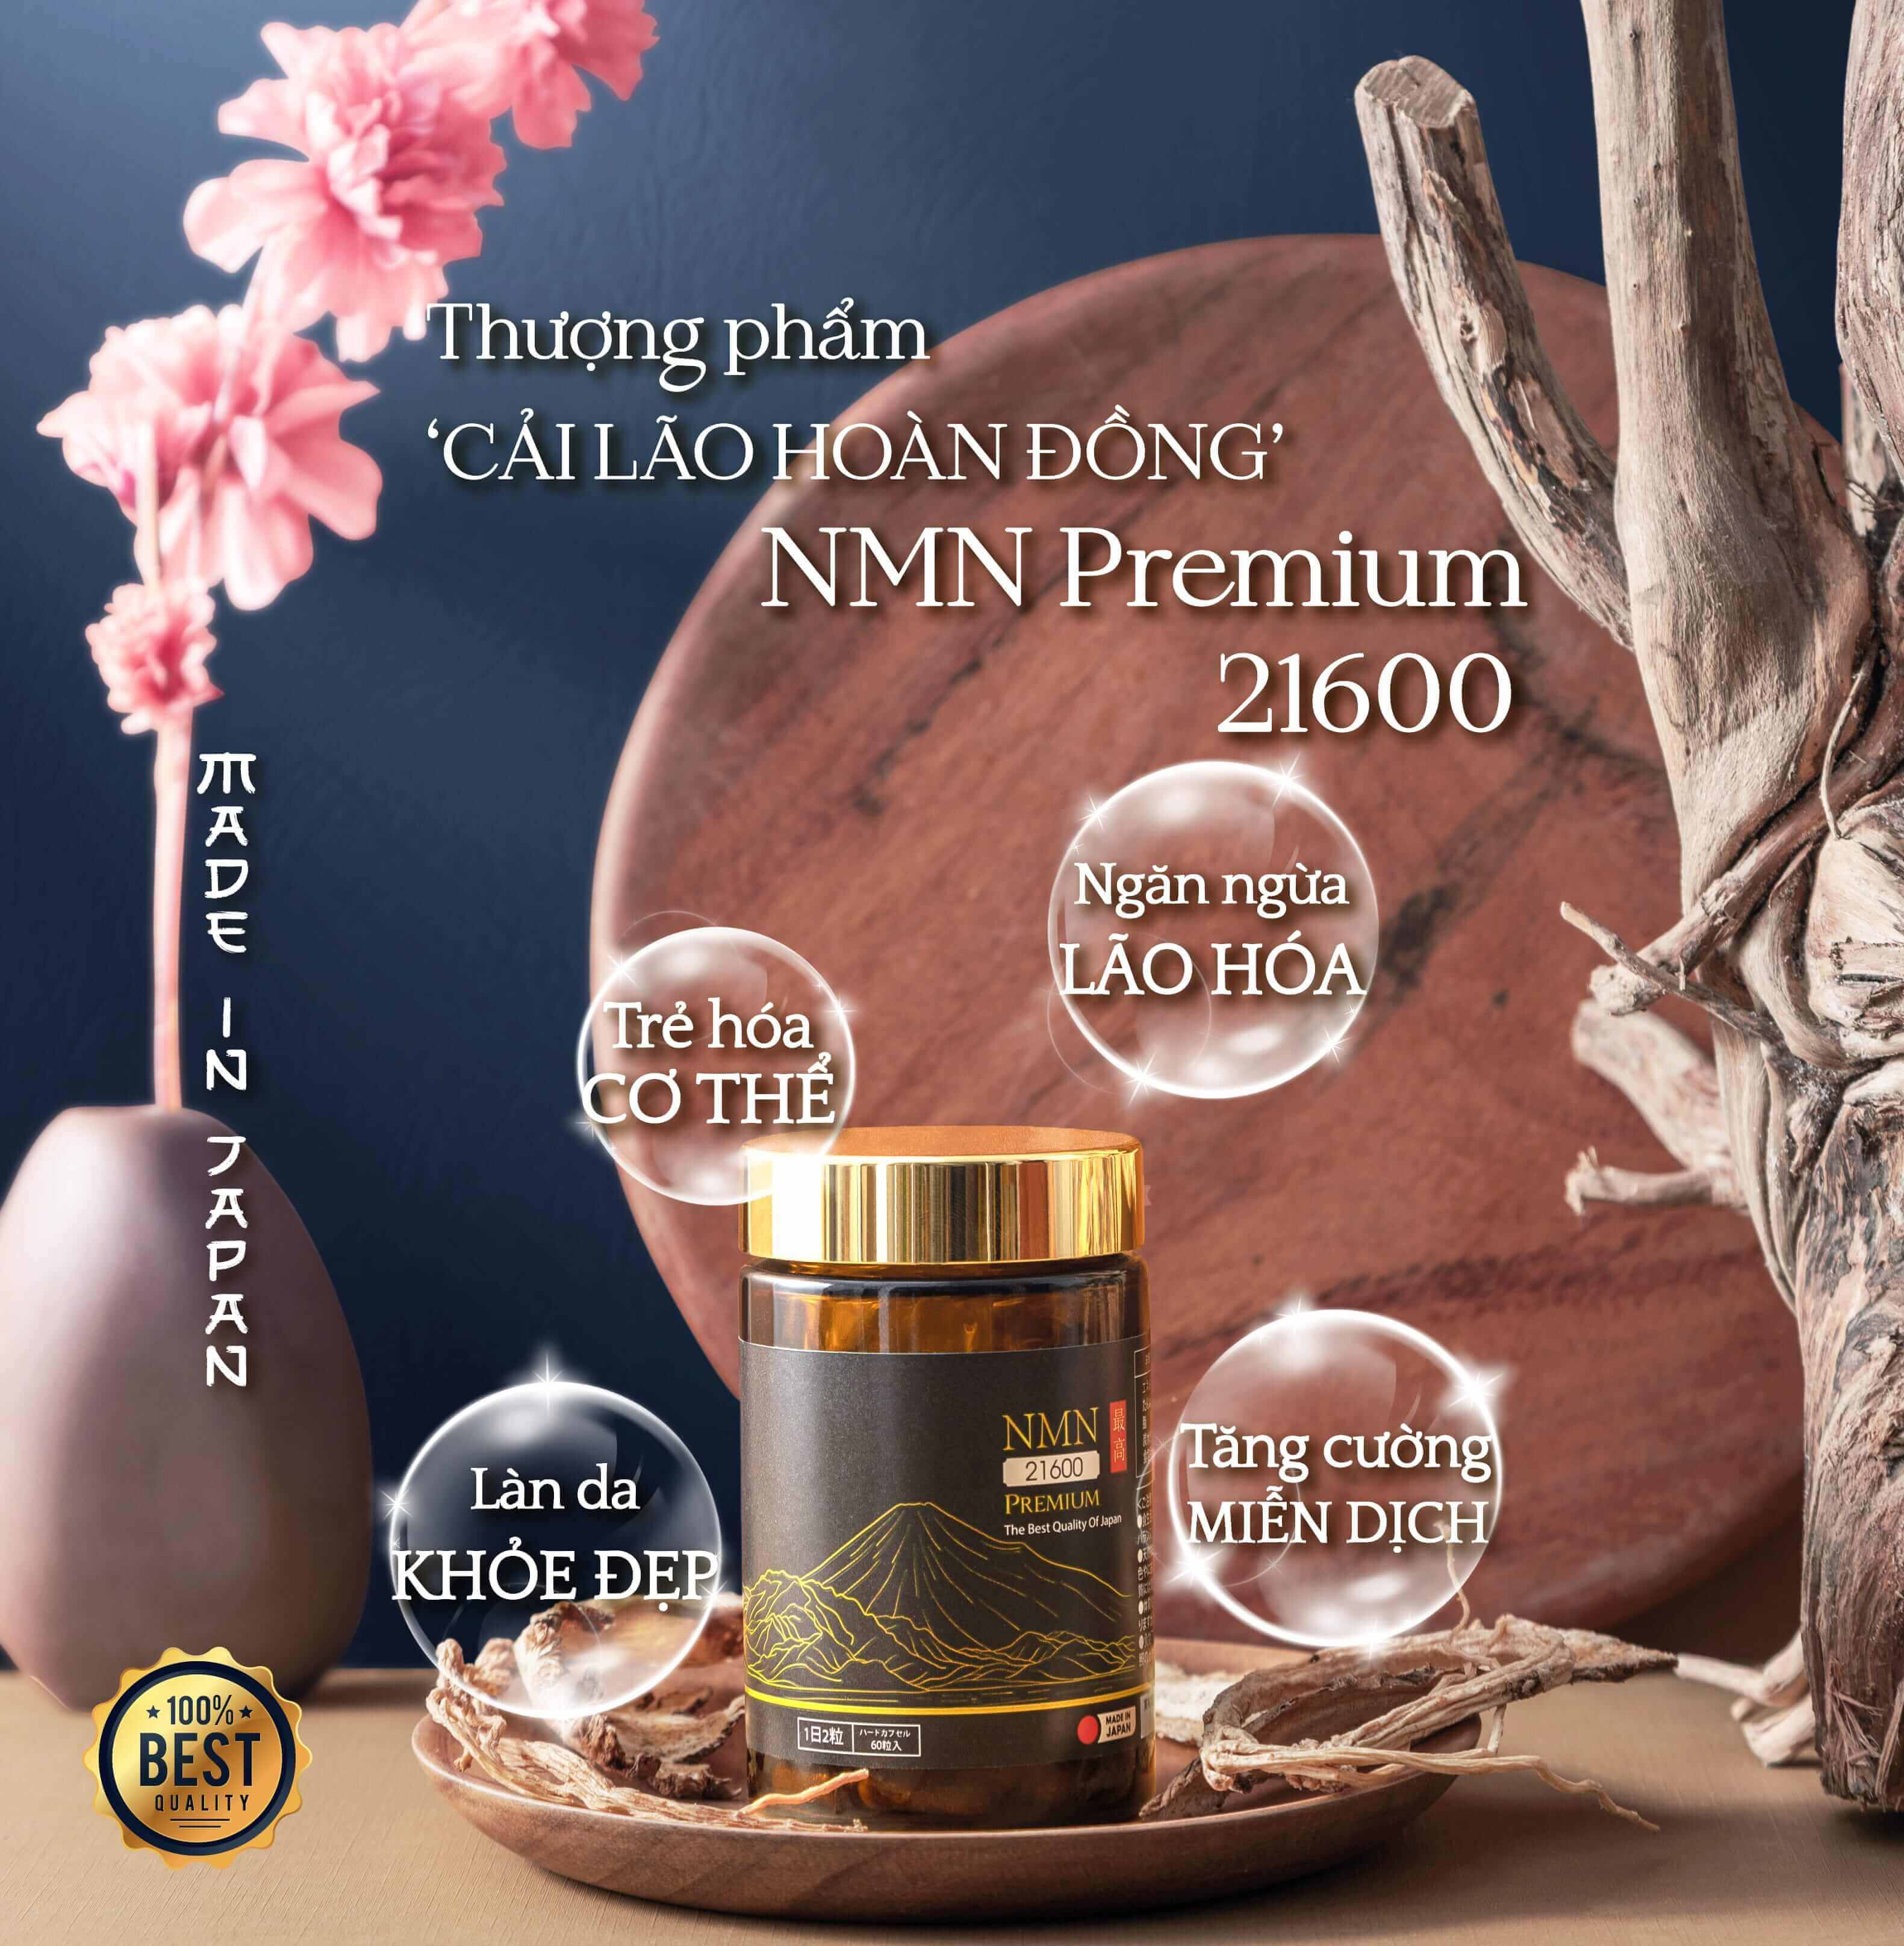 Thượng phẩm
‘CẢI LÃO HOÀN ĐỒNG’
NMN Premium
21600
MADE IN JAPAN
Ngăn ngừa
LÃO HÓA
Trẻ hóa
CƠ THỂ
Làn da
KHỎE ĐẸP
Tăng cường
MIỄN DỊCH
NMN
最高
21600
PREMIUM
The Best Quality Of Japan
1日2粒
ハードカプセル
60粒入
MADE IN
JAPAN
100%
BEST
QUALITY